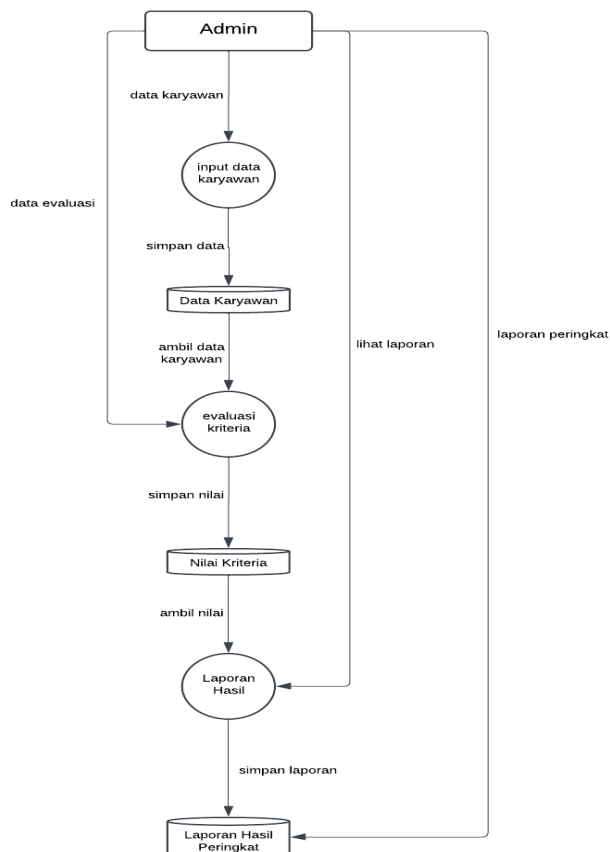 Admin
data karyawan
input data
karyawan
data evaluasi
simpan data
Data Karyawan
ambil data
karyawan
lihat laporan
laporan peringkat
evaluasi
kriteria
simpan nilai
Nilai Kriteria
ambil nilai
Laporan
Hasil
simpan laporan
Laporan Hasil
Peringkat